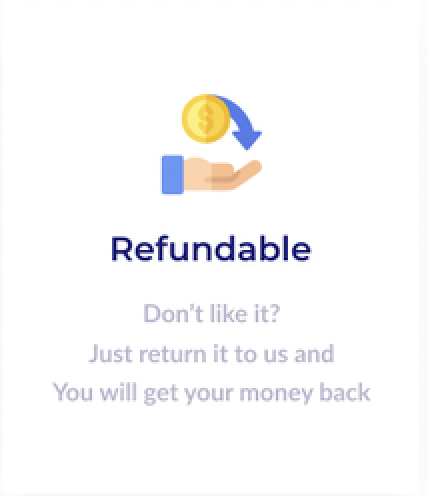 $
Refundable
Don't like it?
Just return it to us and
You will get your money back